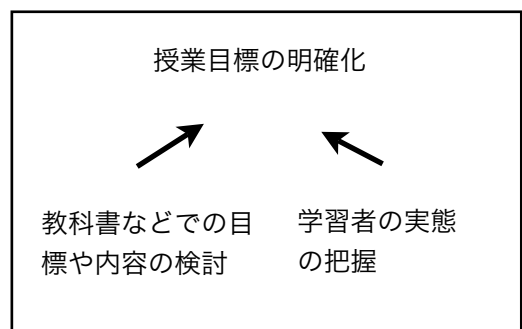 授業目標の明確化
教科書などでの目
標や内容の検討
学習者の実態
の把握